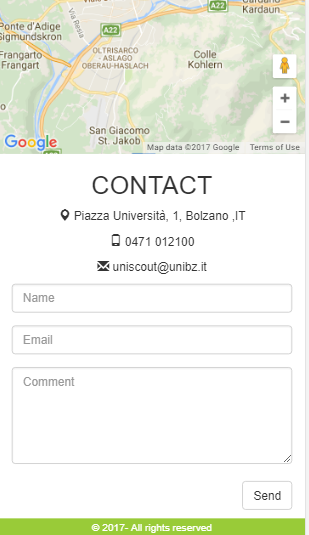 Cardano
Kardaun
A22
Ponte d'Adige
Sigmundskron
Via Resia
OLTRISARCO
- ASLAGO
OBERAU-HASLACH
Frangarto
Frangart
Colle
Kohlern
A22
San Giacomo
St. Jakob
Google
Map data ©2017 Google
Terms of Use
CONTACT
Piazza Università, 1, Bolzano ,IT
0471 012100
uniscout@unibz.it
Name
Email
Comment
Send
© 2017- All rights reserved